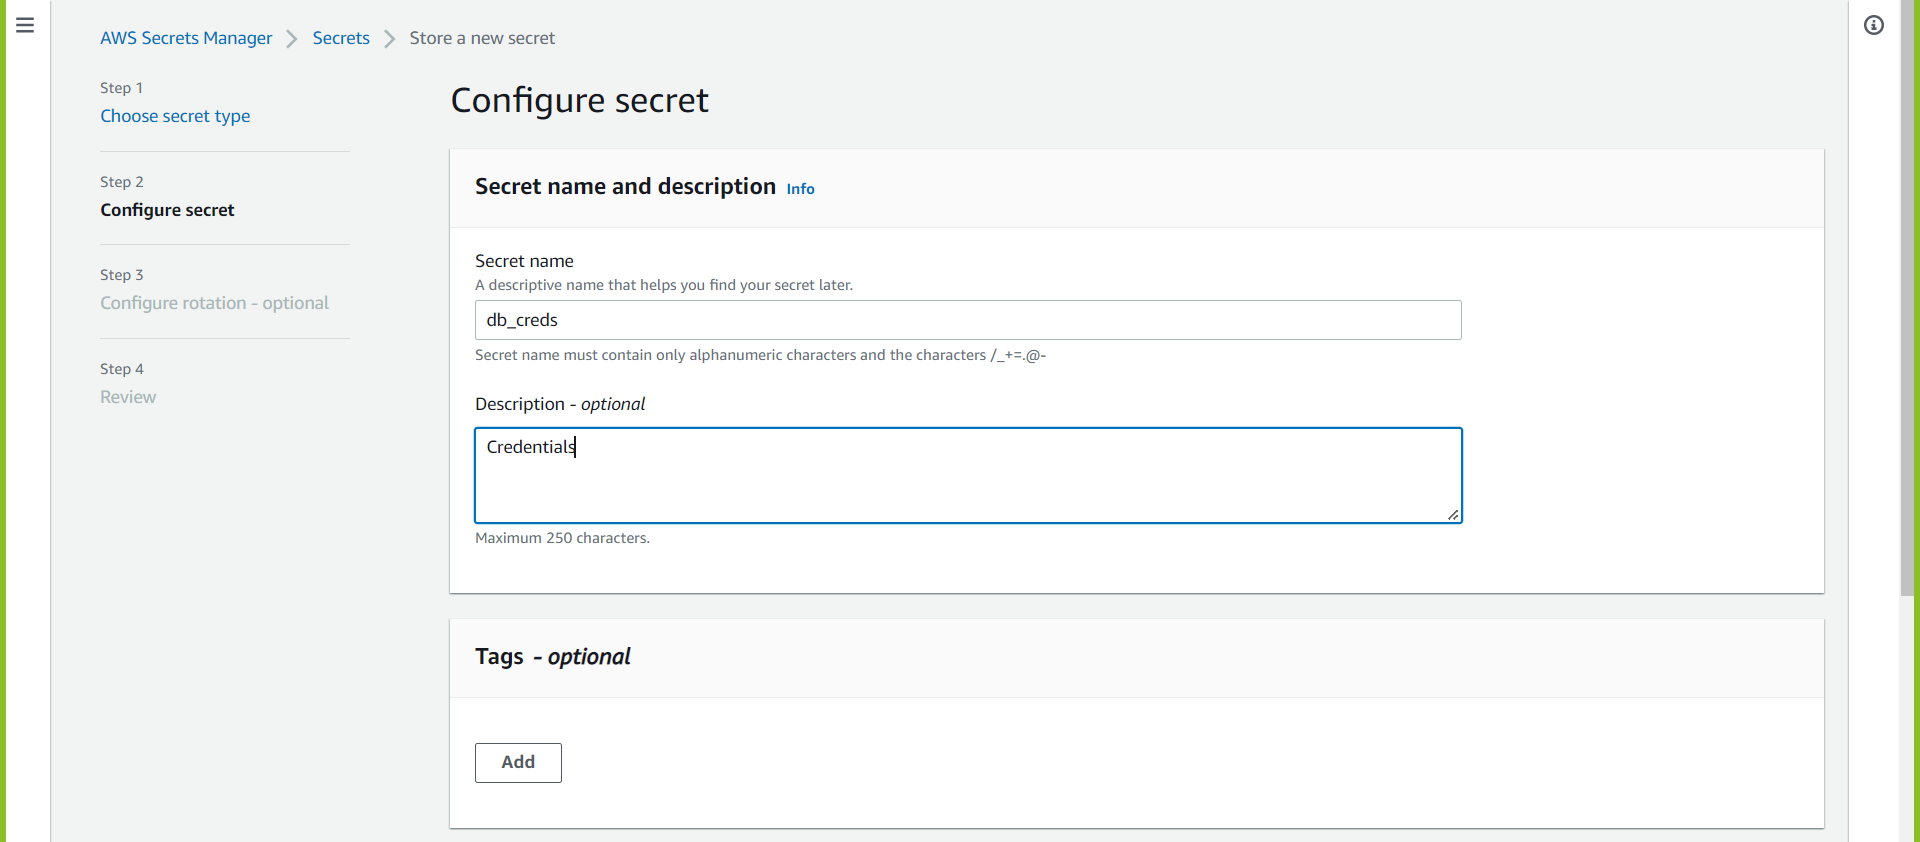 AWS Secrets Manager > Secrets > Store a new secret
Step 1
Choose secret type
Step 2
Configure secret
Step 3
Configure rotation - optional
Step 4
Review
Configure secret
Secret name and description Info
Secret name
A descriptive name that helps you find your secret later.
db_creds
Secret name must contain only alphanumeric characters and the characters /_+=.@-
Description - optional
Credentials
Maximum 250 characters.
Tags - optional
Add